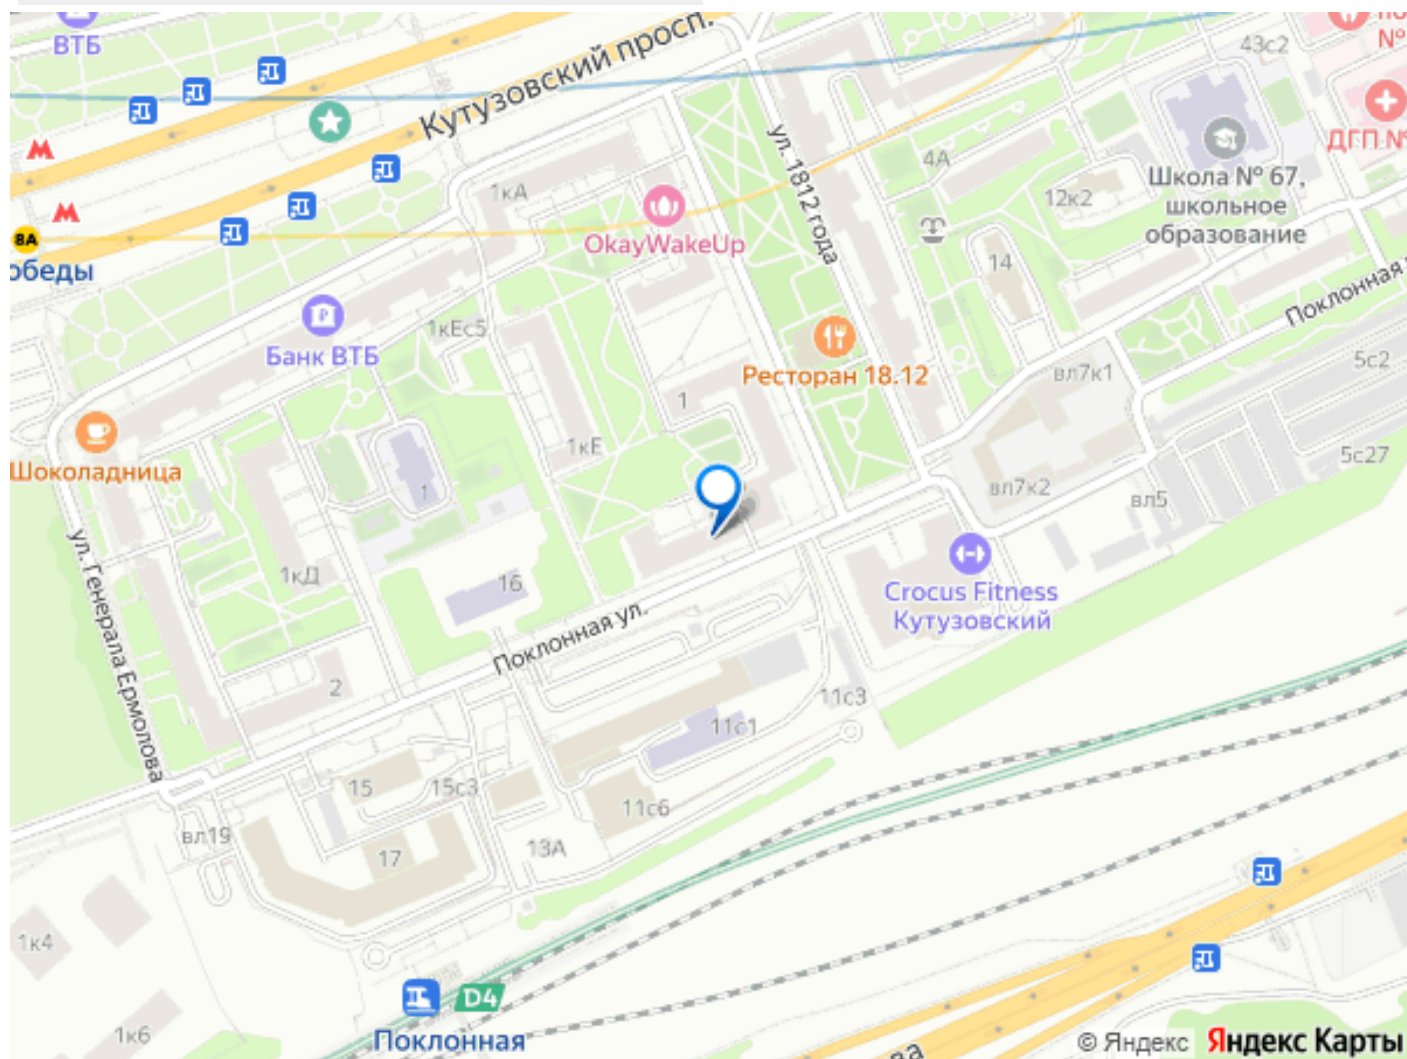 ВТБ
Кутузовский просп.
43с2
ДГП №
ул. 1812 года
4А
Школа № 67,
школьное
образование
12к2
1кА
OkayWakeUp
8А
обеды
14
Поклонная
1кЕс5
Банк ВТБ
Ресторан 18.12
вл7к1
5с2
1
1кЕ
Шоколадница
5с27
1
вл7к2
вл5
ул. Генерала Ермолова
1кД
16
Crocus Fitness
Кутузовский
Поклонная ул.
2
11с3
11с1
15
15с3
11с6
вл19
17
13А
1к4
D4
1к6
Поклонная
© Яндекс Яндекс Карты